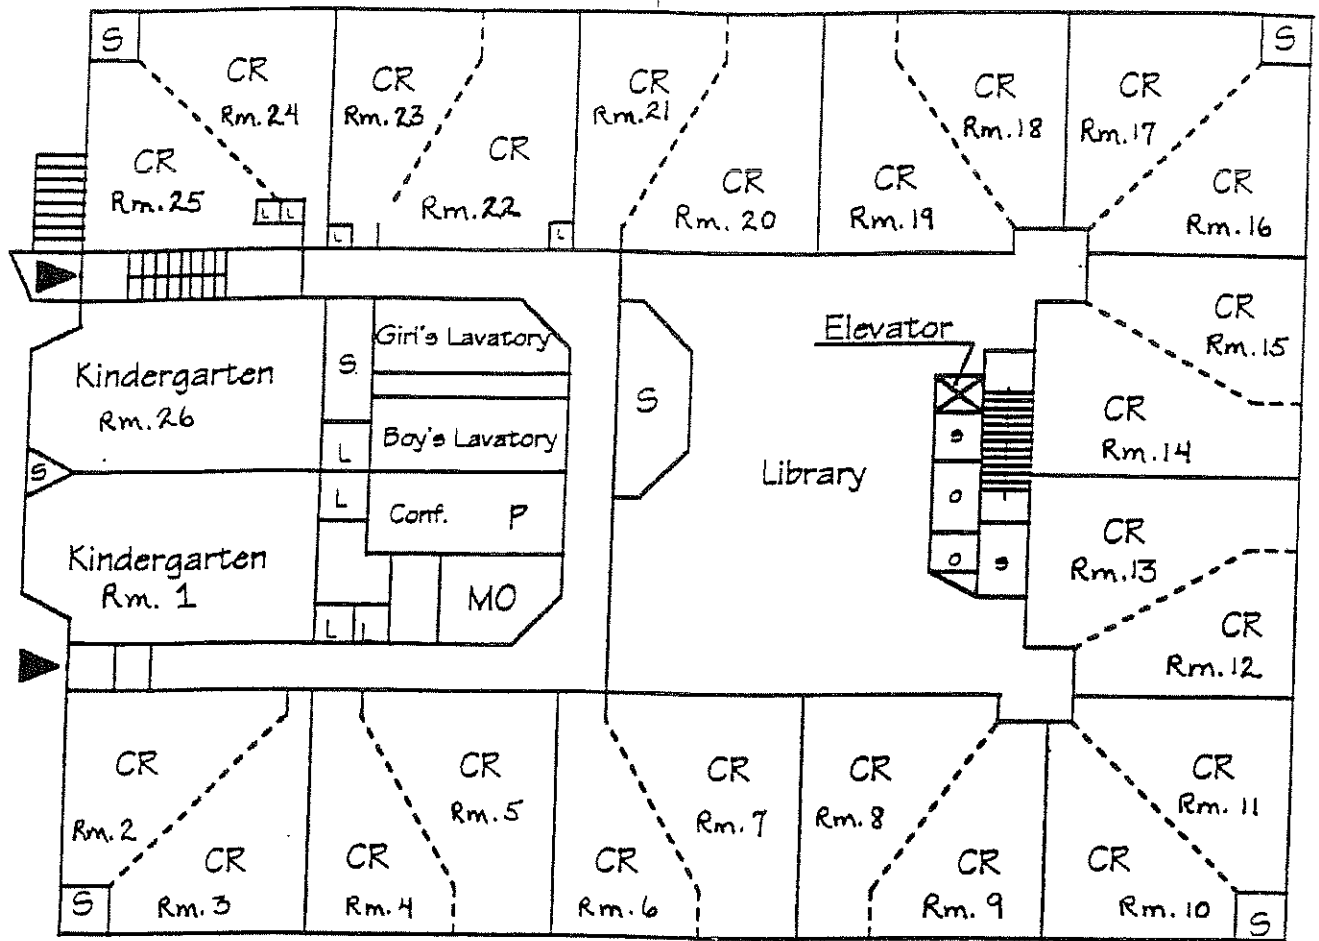 S
CR
Rm. 24
CR
Rm. 23
CR
Rm. 21
CR
Rm. 18
CR
Rm. 17
S
CR
Rm. 25
CR
Rm. 22
CR
Rm. 20
CR
Rm. 19
CR
Rm. 16
L L
L
L
Girl's Lavatory
S
Kindergarten
Rm. 26
Boy's Lavatory
L
S
S
Elevator
CR
Rm. 15
CR
Rm. 14
S
Library
O
O
S
L
Conf. P
Kindergarten
Rm. 1
MO
L L
CR
Rm. 13
CR
Rm. 12
CR
Rm. 2
CR
Rm. 3
CR
Rm. 4
CR
Rm. 5
CR
Rm. 6
CR
Rm. 7
CR
Rm. 8
CR
Rm. 9
CR
Rm. 10
CR
Rm. 11
S
S